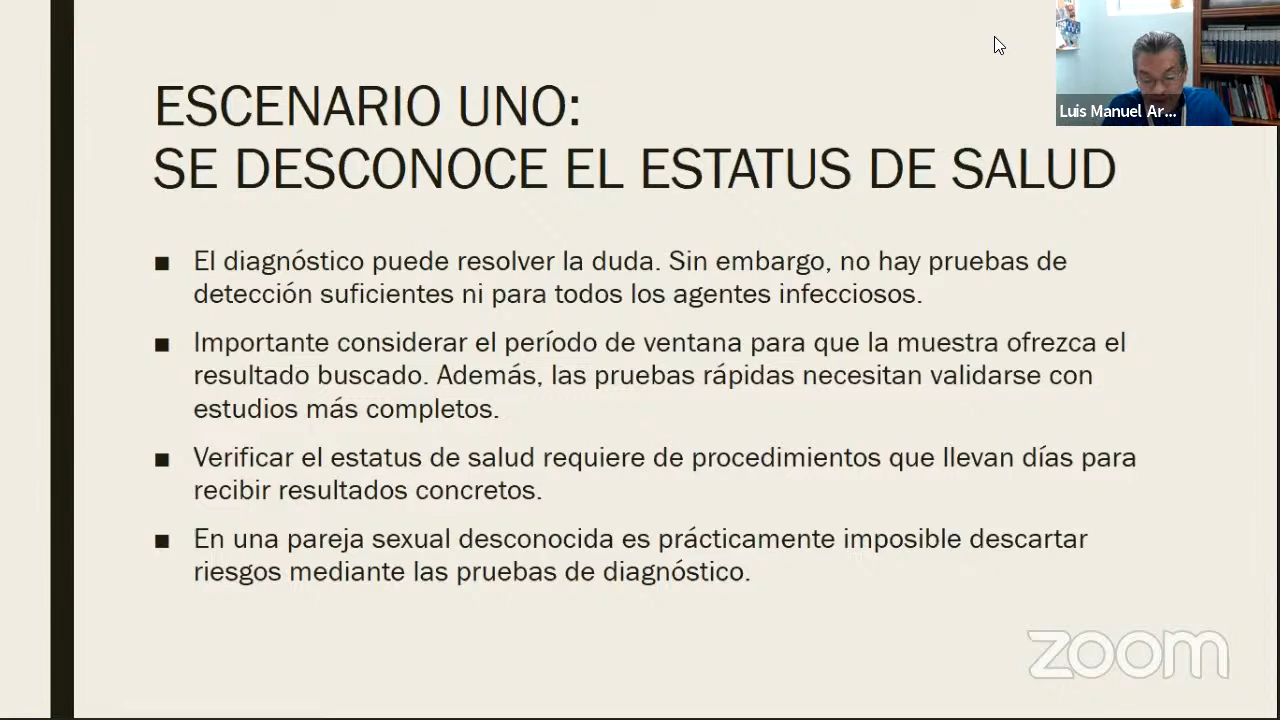 ESCENARIO UNO:
SE DESCONOCE EL ESTATUS DE SALUD
Luis Manuel Ar...
■ El diagnóstico puede resolver la duda. Sin embargo, no hay pruebas de
detección suficientes ni para todos los agentes infecciosos.
■ Importante considerar el período de ventana para que la muestra ofrezca el
resultado buscado. Además, las pruebas rápidas necesitan validarse con
estudios más completos.
■ Verificar el estatus de salud requiere de procedimientos que llevan días para
recibir resultados concretos.
■ En una pareja sexual desconocida es prácticamente imposible descartar
riesgos mediante las pruebas de diagnóstico.
zoom